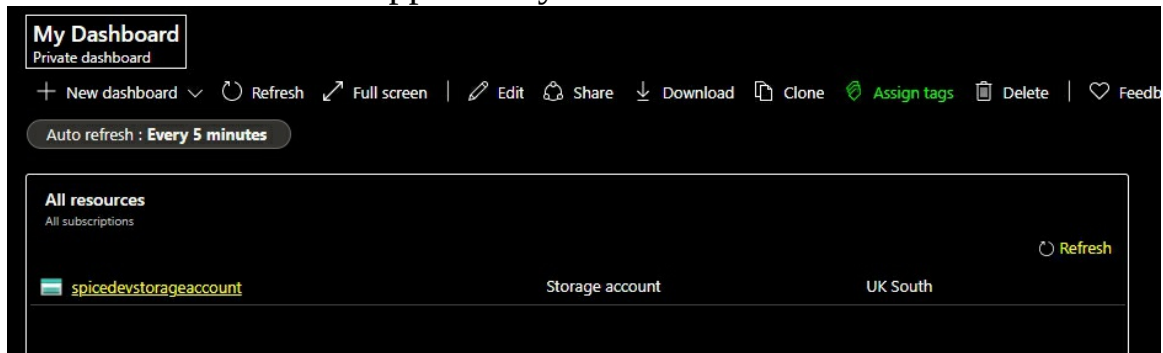 My Dashboard
Private dashboard
New dashboard Refresh Full screen Edit Share Download Clone Assign tags Delete
Auto refresh : Every 5 minutes
All resources
All subscriptions
Refresh
spicedevstorageaccount Storage account UK South